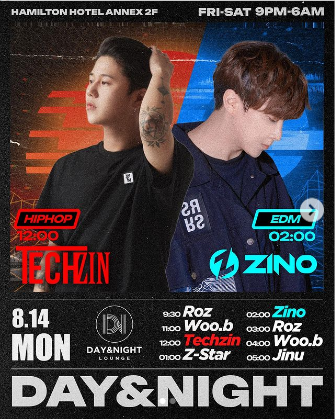 HAMILTON HOTEL ANNEX 2F
FRI-SAT 9PM-6AM
HIPHOP
12:00
TECHZIN
EDM
02:00
ZINO
8.14
MON
DAY&NIGHT
LOUNGE
9:30 Roz
11:00 Woo.b
12:00 Techzin
01:00 Z-Star
02:00 Zino
03:00 Roz
04:00 Woo.b
05:00 Jinu
DAY&NIGHT